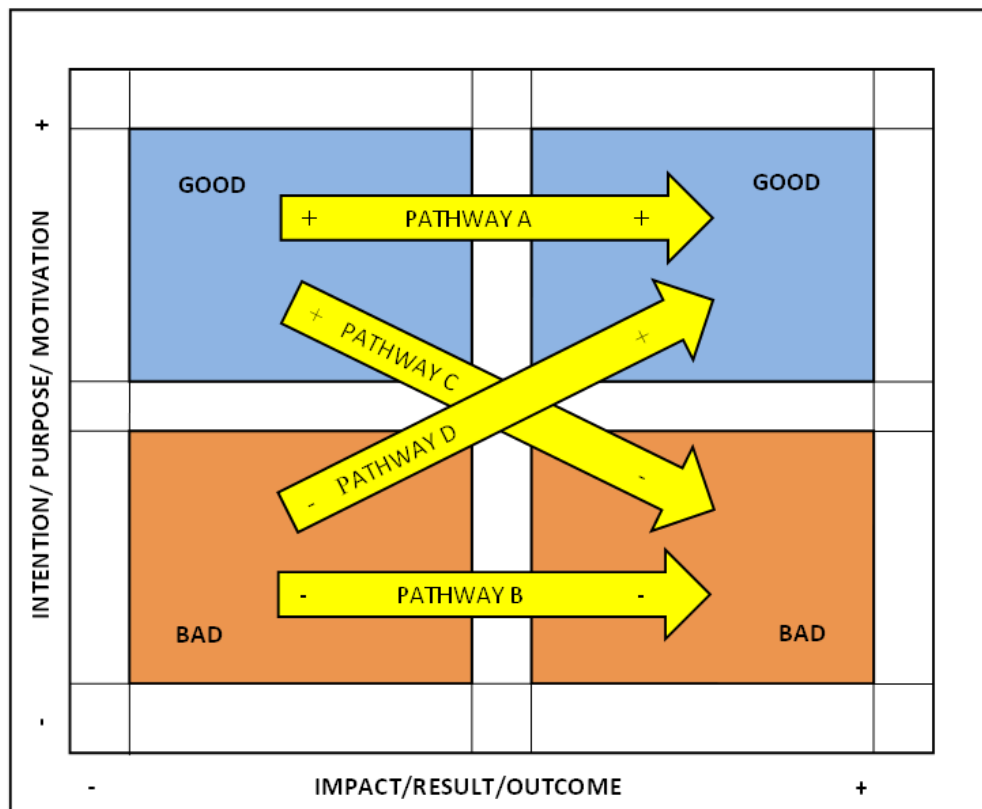 +
INTENTION/ PURPOSE/ MOTIVATION
-
GOOD
GOOD
+ PATHWAY A +
+ PATHWAY C -
- PATHWAY D +
- PATHWAY B -
BAD
BAD
- IMPACT/RESULT/OUTCOME +